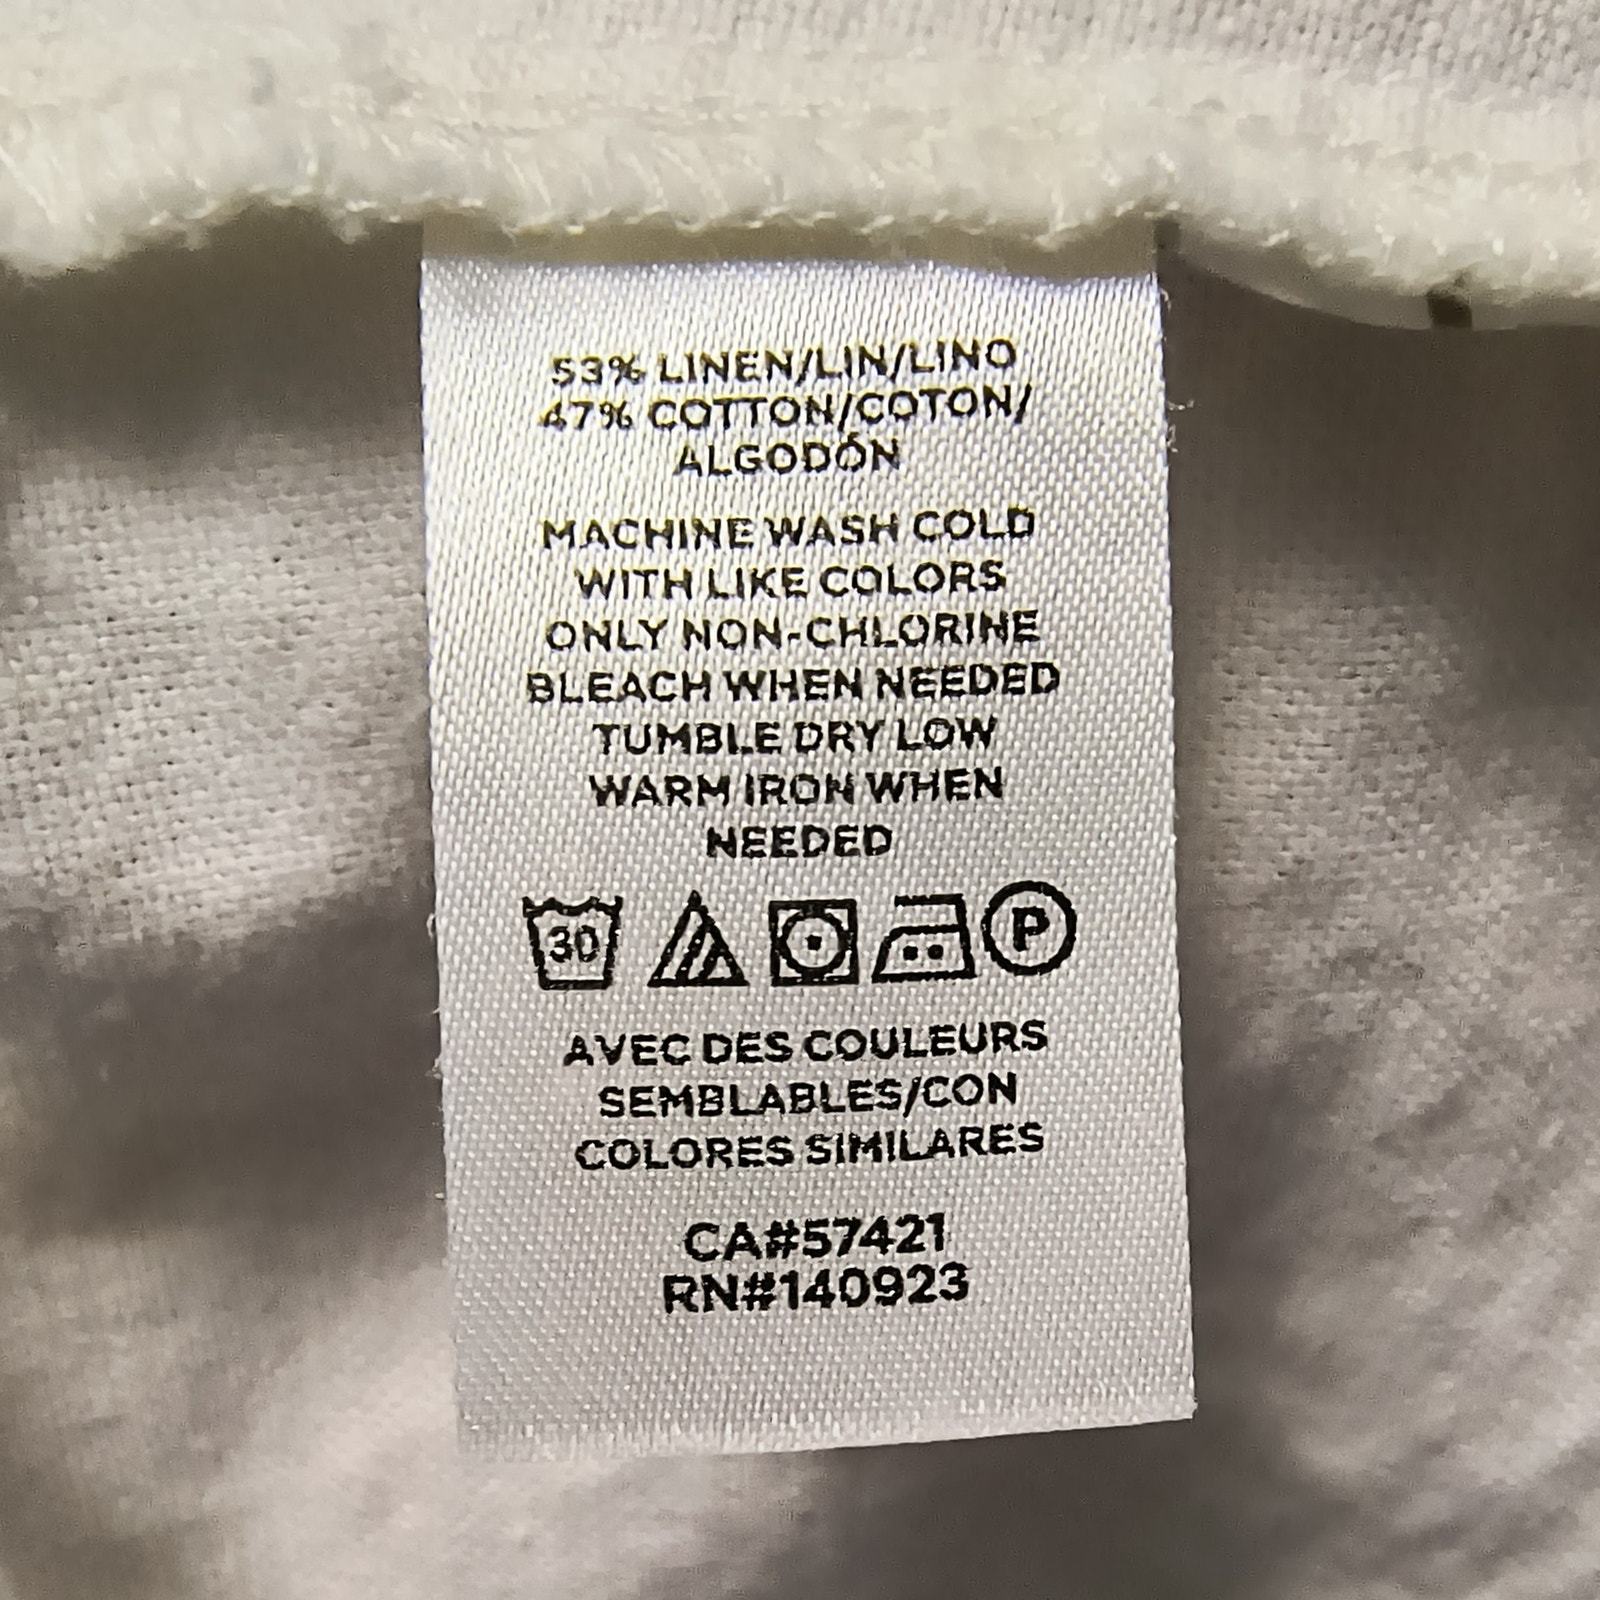 53% LINEN/LIN/LINO
47% COTTON/COTON/
ALGODÓN
MACHINE WASH COLD
WITH LIKE COLORS
ONLY NON-CHLORINE
BLEACH WHEN NEEDED
TUMBLE DRY LOW
WARM IRON WHEN
NEEDED
30 P
AVEC DES COULEURS
SEMBLABLES/CON
COLORES SIMILARES
CA#57421
RN#140923